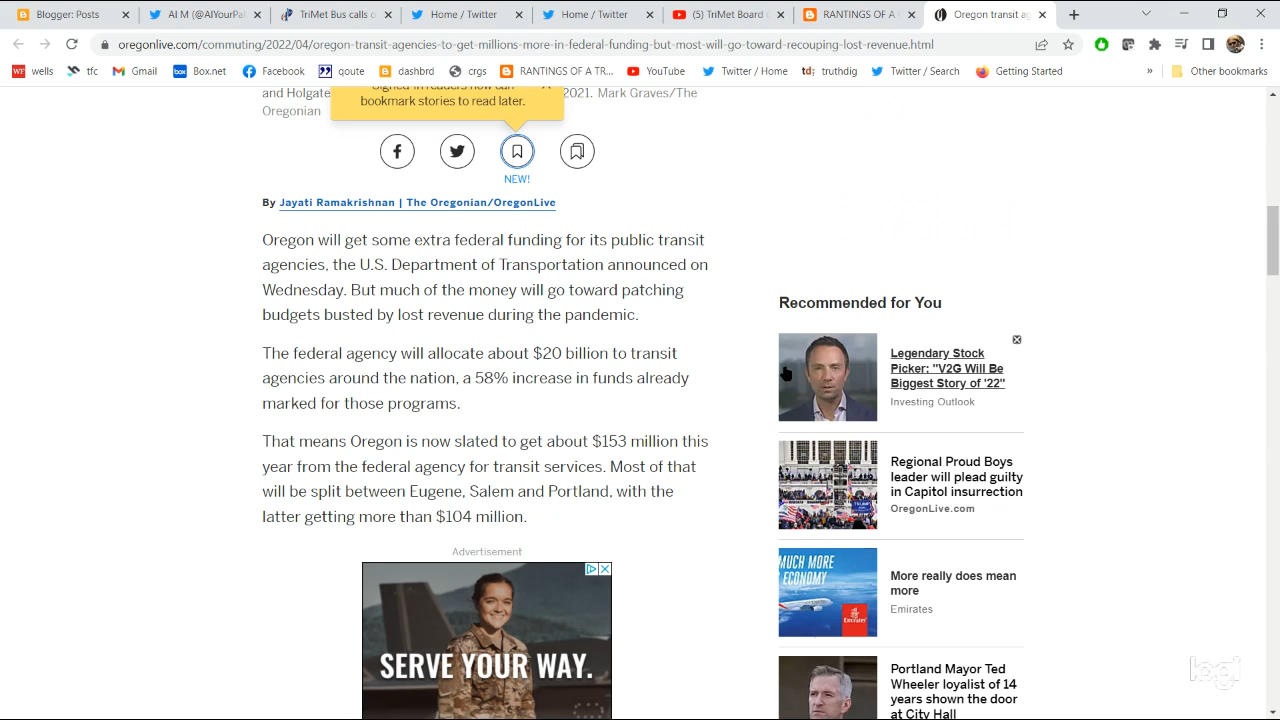 Blogger: Posts
AI M (@AIYourPal
TriMet Bus calls o
Home / Twitter
Home / Twitter
(5) TriMet Board o
RANTINGS OF A
Oregon transit ag
oregonlive.com/commuting/2022/04/oregon-transit-agencies-to-get-millions-more-in-federal-funding-but-most-will-go-toward-recouping-lost-revenue.html
wells
tfc
Gmail
Box.net
Facebook
qoute
dashbrd
crgs
RANTINGS OF A TR...
YouTube
Twitter / Home
truthdig
Twitter / Search
Getting Started
Other bookmarks
and Holgate
2021. Mark Graves/The
Oregonian
Signed-in readers now can
bookmark stories to read later.
NEW!
By Jayati Ramakrishnan | The Oregonian/OregonLive
Oregon will get some extra federal funding for its public transit
agencies, the U.S. Department of Transportation announced on
Wednesday. But much of the money will go toward patching
budgets busted by lost revenue during the pandemic.
The federal agency will allocate about $20 billion to transit
agencies around the nation, a 58% increase in funds already
marked for those programs.
That means Oregon is now slated to get about $153 million this
year from the federal agency for transit services. Most of that
will be split between Eugene, Salem and Portland, with the
latter getting more than $104 million.
Advertisement
SERVE YOUR WAY.
Recommended for You
Legendary Stock
Picker: "V2G Will Be
Biggest Story of '22"
Investing Outlook
Regional Proud Boys
leader will plead guilty
in Capitol insurrection
OregonLive.com
MUCH MORE
ECONOMY
Emirates
More really does mean
more
Emirates
Portland Mayor Ted
Wheeler loyalist of 14
years shown the door
at City Hall
logi